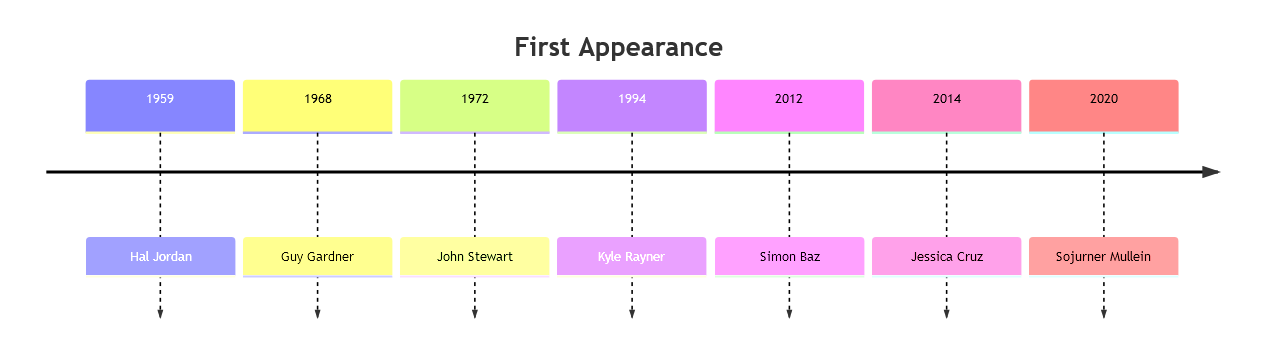 First Appearance
1959
1968
1972
1994
2012
2014
2020
Hal Jordan
Guy Gardner
John Stewart
Kyle Rayner
Simon Baz
Jessica Cruz
Sojurner Mullein